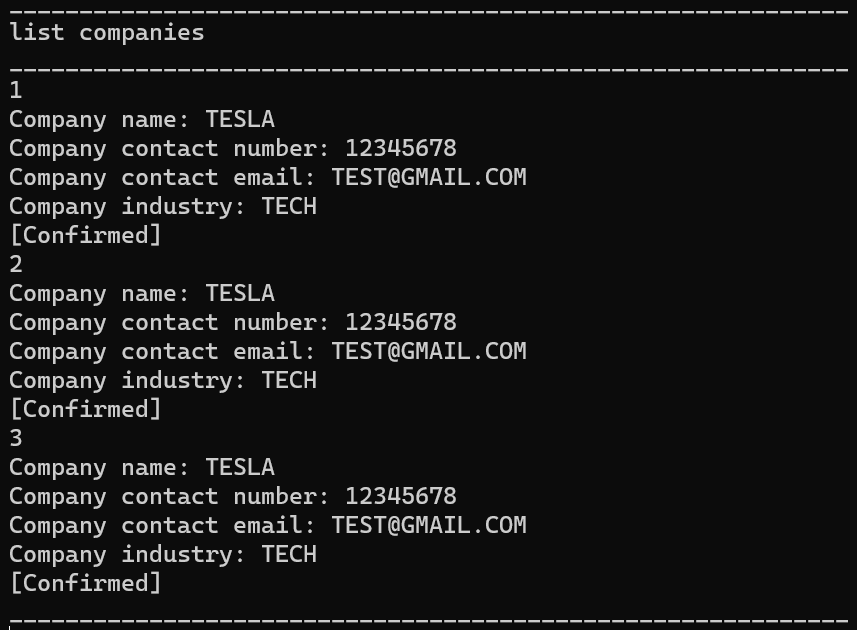 ____________________________________________________________
list companies
____________________________________________________________
1
Company name: TESLA
Company contact number: 12345678
Company contact email: TEST@GMAIL.COM
Company industry: TECH
[Confirmed]
2
Company name: TESLA
Company contact number: 12345678
Company contact email: TEST@GMAIL.COM
Company industry: TECH
[Confirmed]
3
Company name: TESLA
Company contact number: 12345678
Company contact email: TEST@GMAIL.COM
Company industry: TECH
[Confirmed]
____________________________________________________________